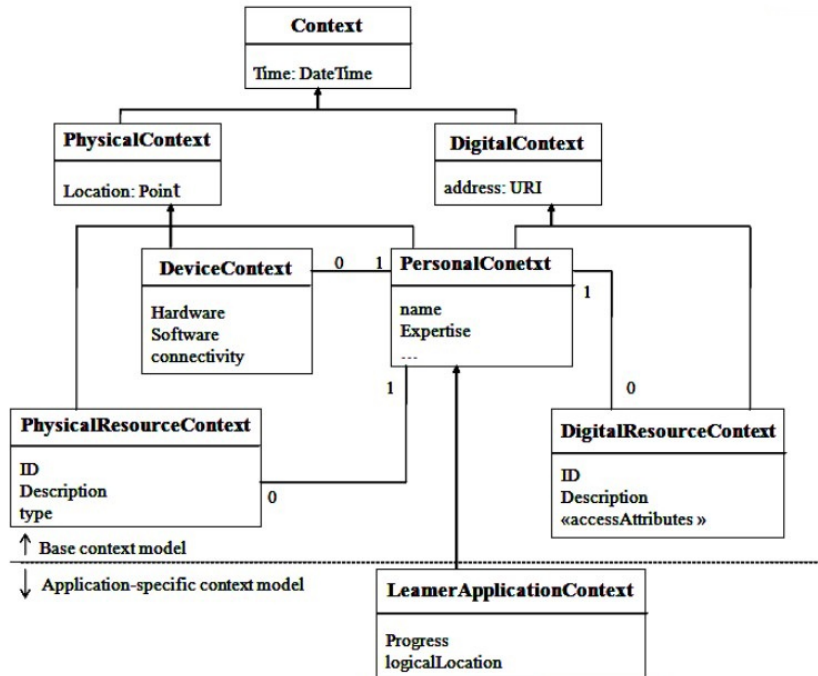 Context
Time: DateTime
PhysicalContext
Location: Point
DigitalContext
address: URI
DeviceContext
Hardware
Software
connectivity
0 1
PersonalConetxt
name
Expertise
---
1
1
0
PhysicalResourceContext
ID
Description
type
0
DigitalResourceContext
ID
Description
«accessAttributes »
↑ Base context model
↓ Application-specific context model
LeamerApplicationContext
Progress
logicalLocation